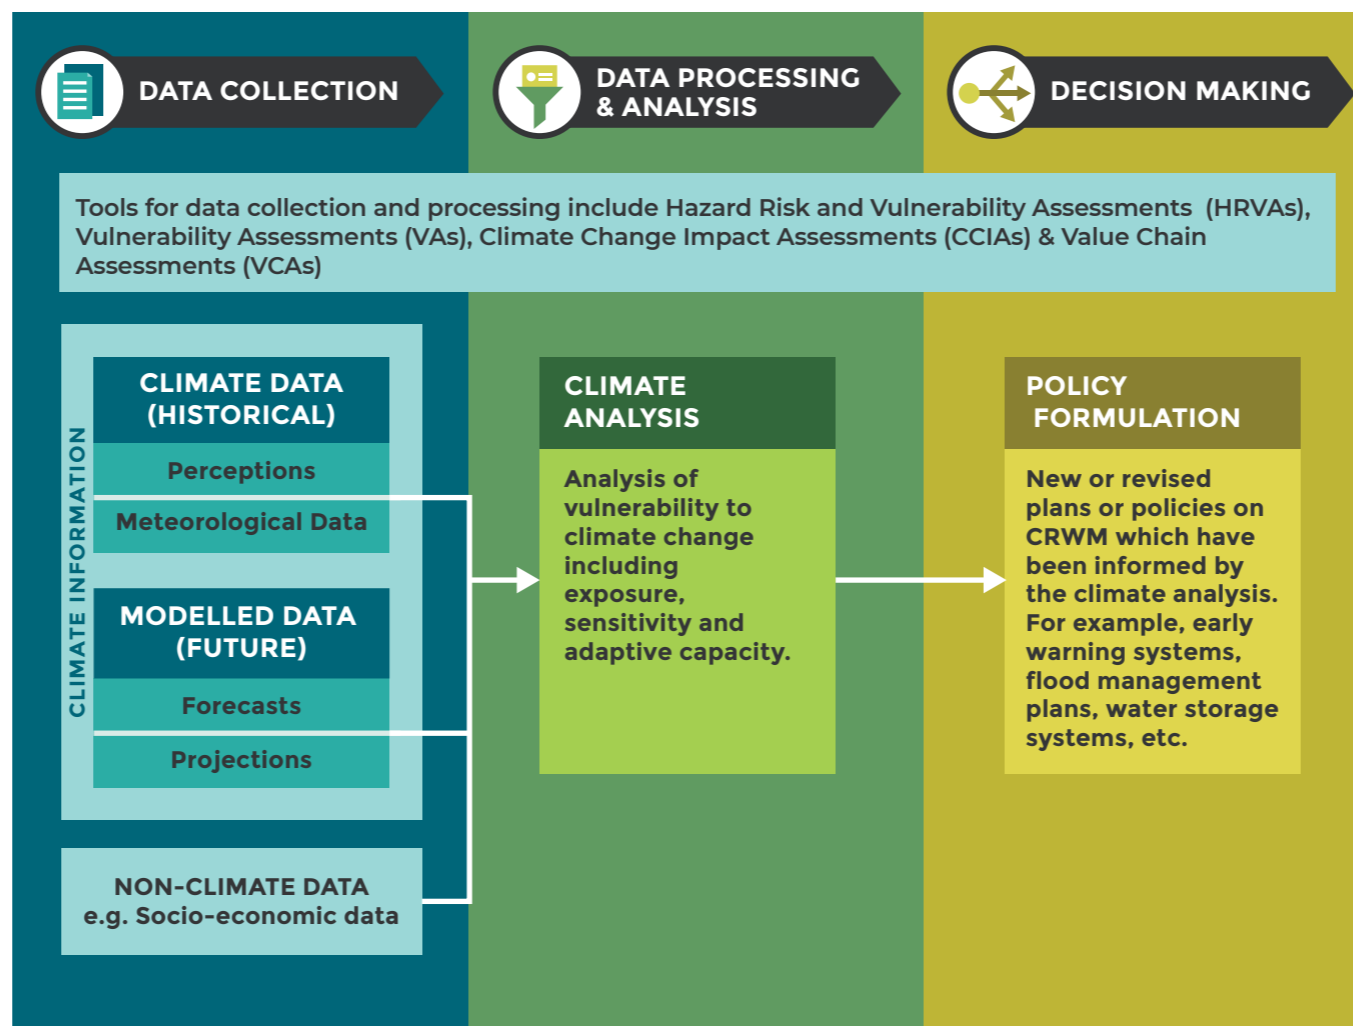 DATA COLLECTION
DATA PROCESSING
& ANALYSIS
DECISION MAKING
Tools for data collection and processing include Hazard Risk and Vulnerability Assessments (HRVAs),
Vulnerability Assessments (VAs), Climate Change Impact Assessments (CCIAs) & Value Chain
Assessments (VCAs)
CLIMATE INFORMATION
CLIMATE DATA
(HISTORICAL)
Perceptions
Meteorological Data
MODELLED DATA
(FUTURE)
Forecasts
Projections
NON-CLIMATE DATA
e.g. Socio-economic data
CLIMATE
ANALYSIS
Analysis of
vulnerability to
climate change
including
exposure,
sensitivity and
adaptive capacity.
POLICY
FORMULATION
New or revised
plans or policies on
CRWM which have
been informed by
the climate analysis.
For example, early
warning systems,
flood management
plans, water storage
systems, etc.